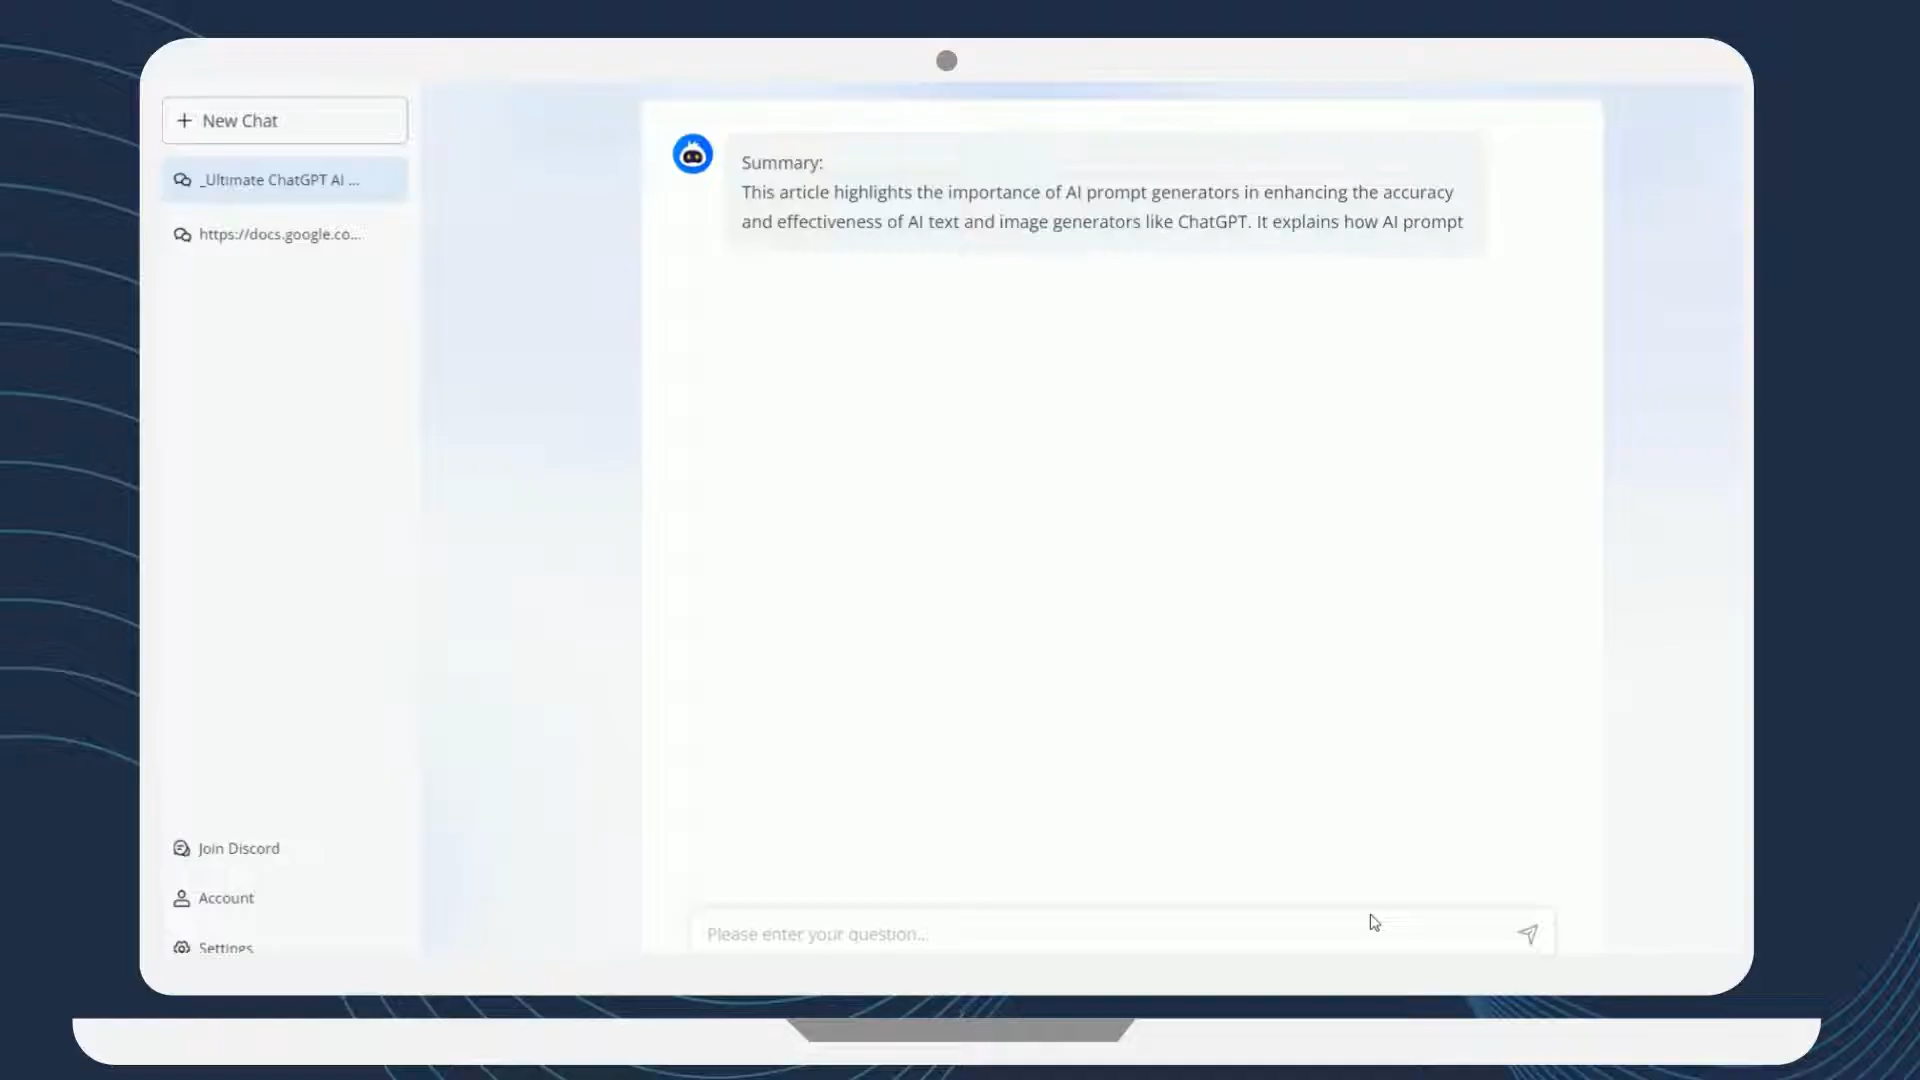 New Chat
_Ultimate ChatGPT AI ...
https://docs.google.co...
Join Discord
Account
Settings
Summary:
This article highlights the importance of AI prompt generators in enhancing the accuracy
and effectiveness of AI text and image generators like ChatGPT. It explains how AI prompt
Please enter your question...